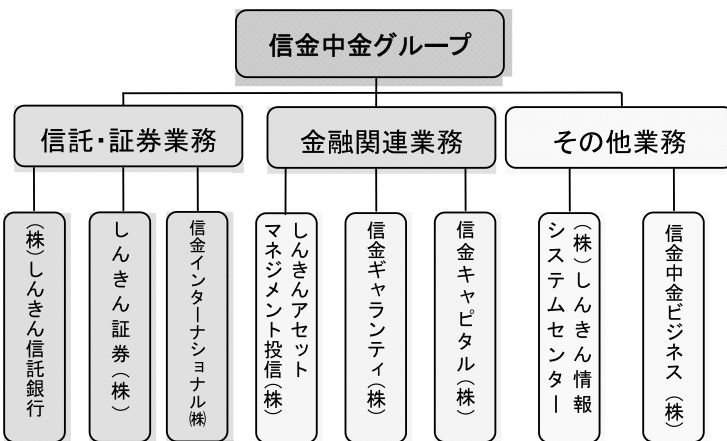 信金中金グループ
信託・証券業務
金融関連業務
その他業務
(株)しんきん信託銀行
しんきん証券(株)
信金インターナショナル㈱
しんきんアセット
マネジメント投信(株)
信金ギャランティ(株)
信金キャピタル(株)
(株)しんきん情報
システムセンター
信金中金ビジネス(株)